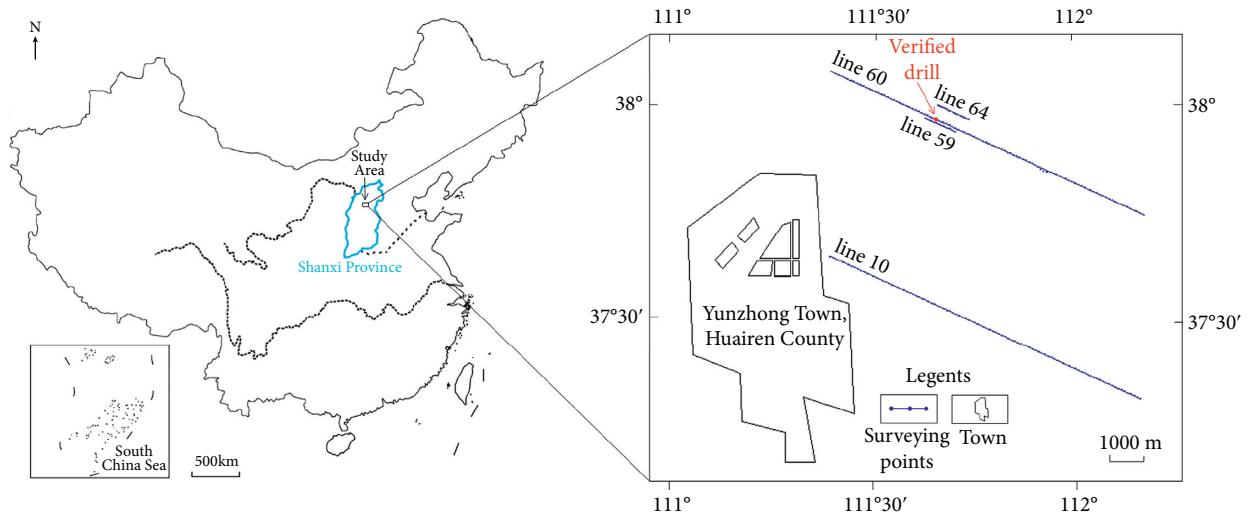 N
Study
Area
Shanxi Province
South
China Sea
500km
111°
111°30′
112°
38°
37°30′
Verified
drill
line 60
line 64
line 59
line 10
Yunzhong Town,
Huairen County
Legents
Surveying
points
Town
1000 m
38°
37°30′
111°
111°30′
112°